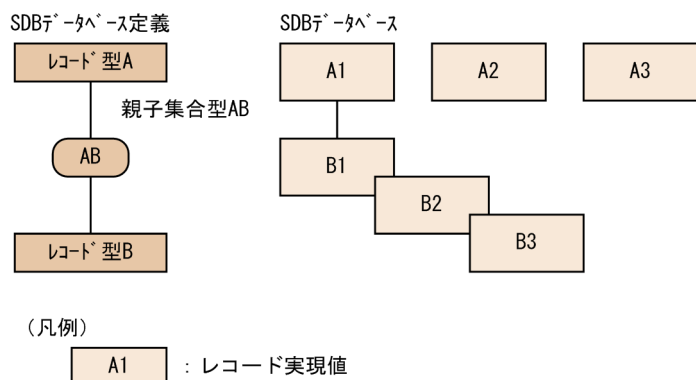 SDBﾃﾞｰﾀﾍﾞｰｽ定義
ﾚｺｰﾄﾞ型A
親子集合型AB
AB
ﾚｺｰﾄﾞ型B
SDBﾃﾞｰﾀﾍﾞｰｽ
A1
A2
A3
B1
B2
B3
（凡例）
A1
：レコード実現値